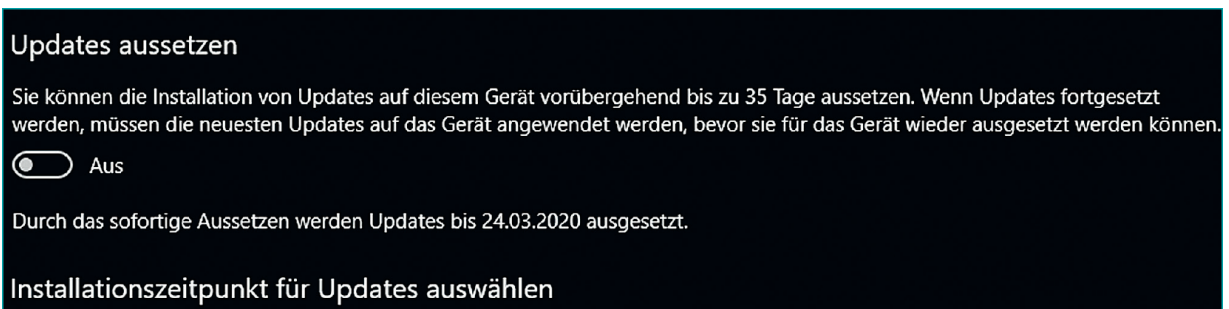 Updates aussetzen
Sie können die Installation von Updates auf diesem Gerät vorübergehend bis zu 35 Tage aussetzen. Wenn Updates fortgesetzt
werden, müssen die neuesten Updates auf das Gerät angewendet werden, bevor sie für das Gerät wieder ausgesetzt werden können.
Aus
Durch das sofortige Aussetzen werden Updates bis 24.03.2020 ausgesetzt.
Installationszeitpunkt für Updates auswählen